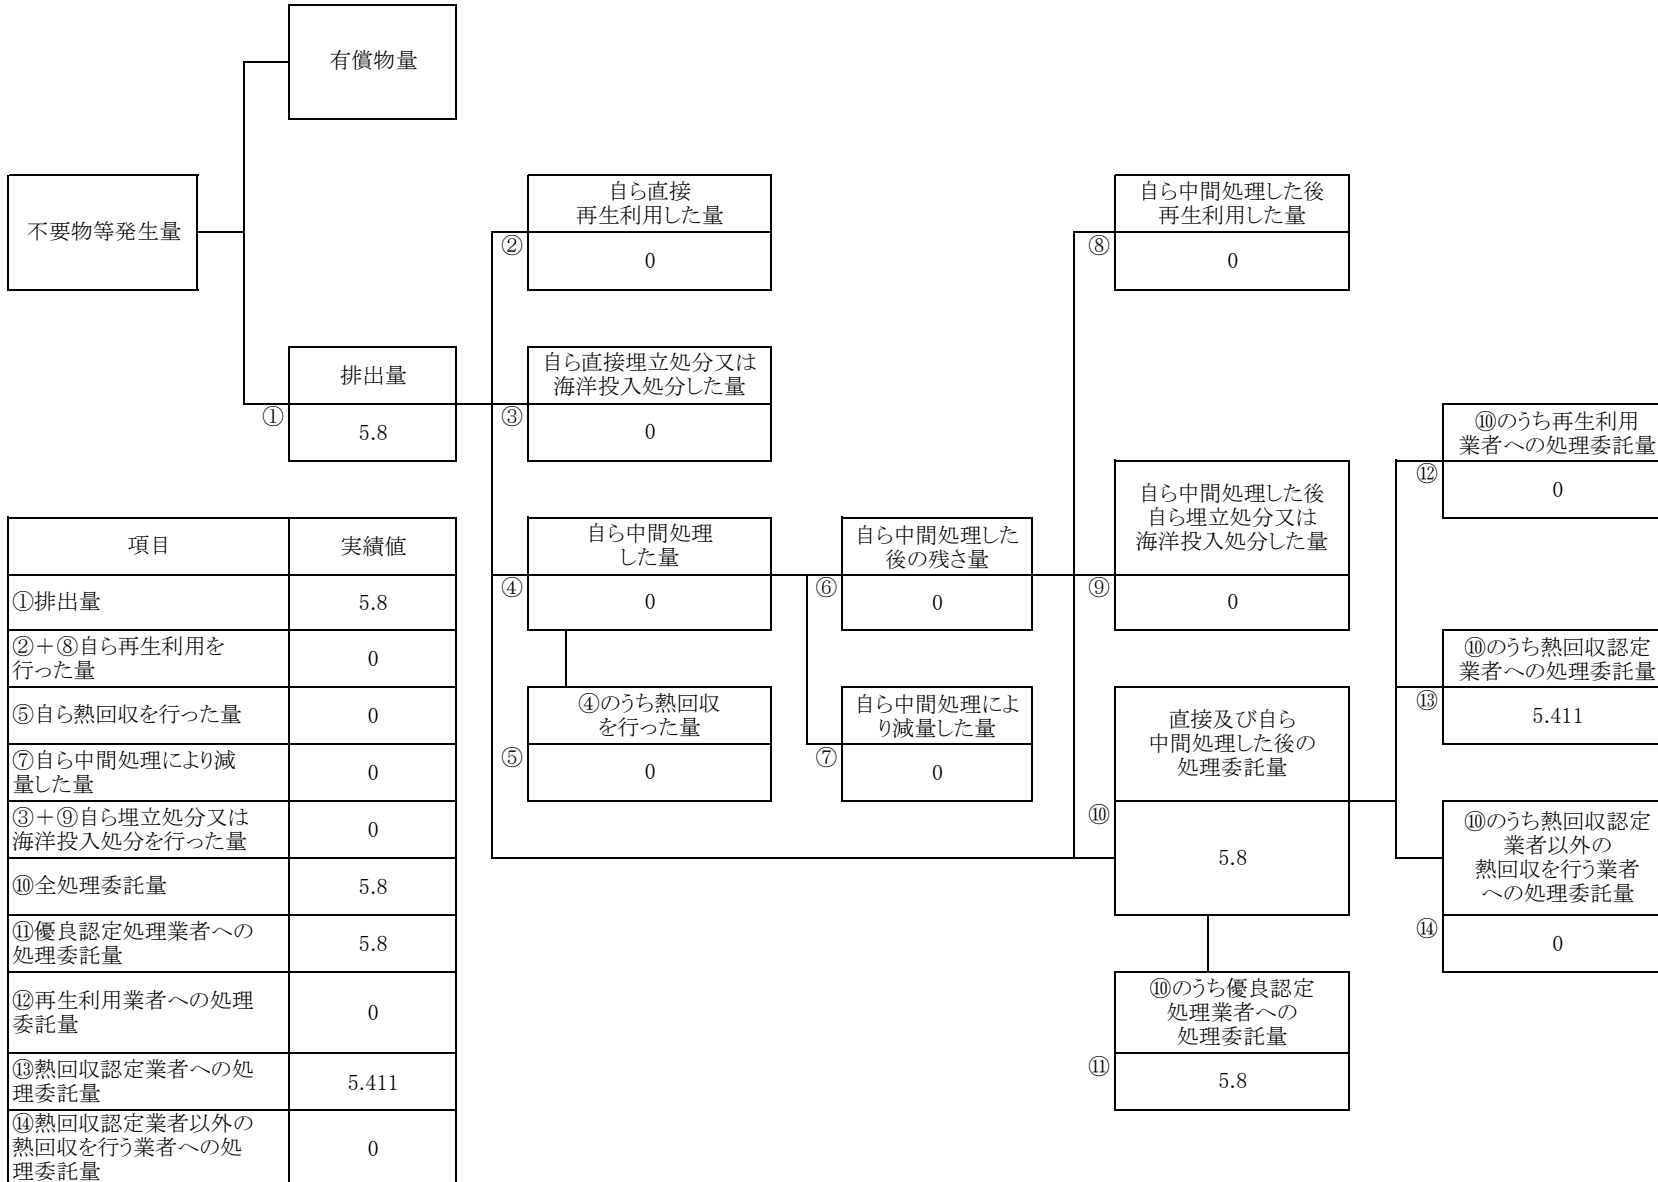 有償物量
不要物等発生量
自ら直接
再生利用した量
②
0
自ら中間処理した後
再生利用した量
⑧
0
排出量
①
5.8
自ら直接埋立処分又は
海洋投入処分した量
③
0
⑩のうち再生利用
業者への処理委託量
⑫
0
自ら中間処理
した量
④
0
自ら中間処理した
後の残さ量
⑥
0
自ら中間処理した後
自ら埋立処分又は
海洋投入処分した量
⑨
0
⑩のうち熱回収認定
業者への処理委託量
⑬
5.411
④のうち熱回収
を行った量
⑤
0
自ら中間処理によ
り減量した量
⑦
0
直接及び自ら
中間処理した後の
処理委託量
⑩
5.8
⑩のうち熱回収認定
業者以外の
熱回収を行う業者
への処理委託量
⑭
0
⑩のうち優良認定
処理業者への
処理委託量
⑪
5.8
項目
実績値
①排出量
5.8
②+⑧自ら再生利用を
行った量
0
⑤自ら熱回収を行った量
0
⑦自ら中間処理により減
量した量
0
③+⑨自ら埋立処分又は
海洋投入処分を行った量
0
⑩全処理委託量
5.8
⑪優良認定処理業者への
処理委託量
5.8
⑫再生利用業者への処理
委託量
0
⑬熱回収認定業者への処
理委託量
5.411
⑭熱回収認定業者以外の
熱回収を行う業者への処
理委託量
0